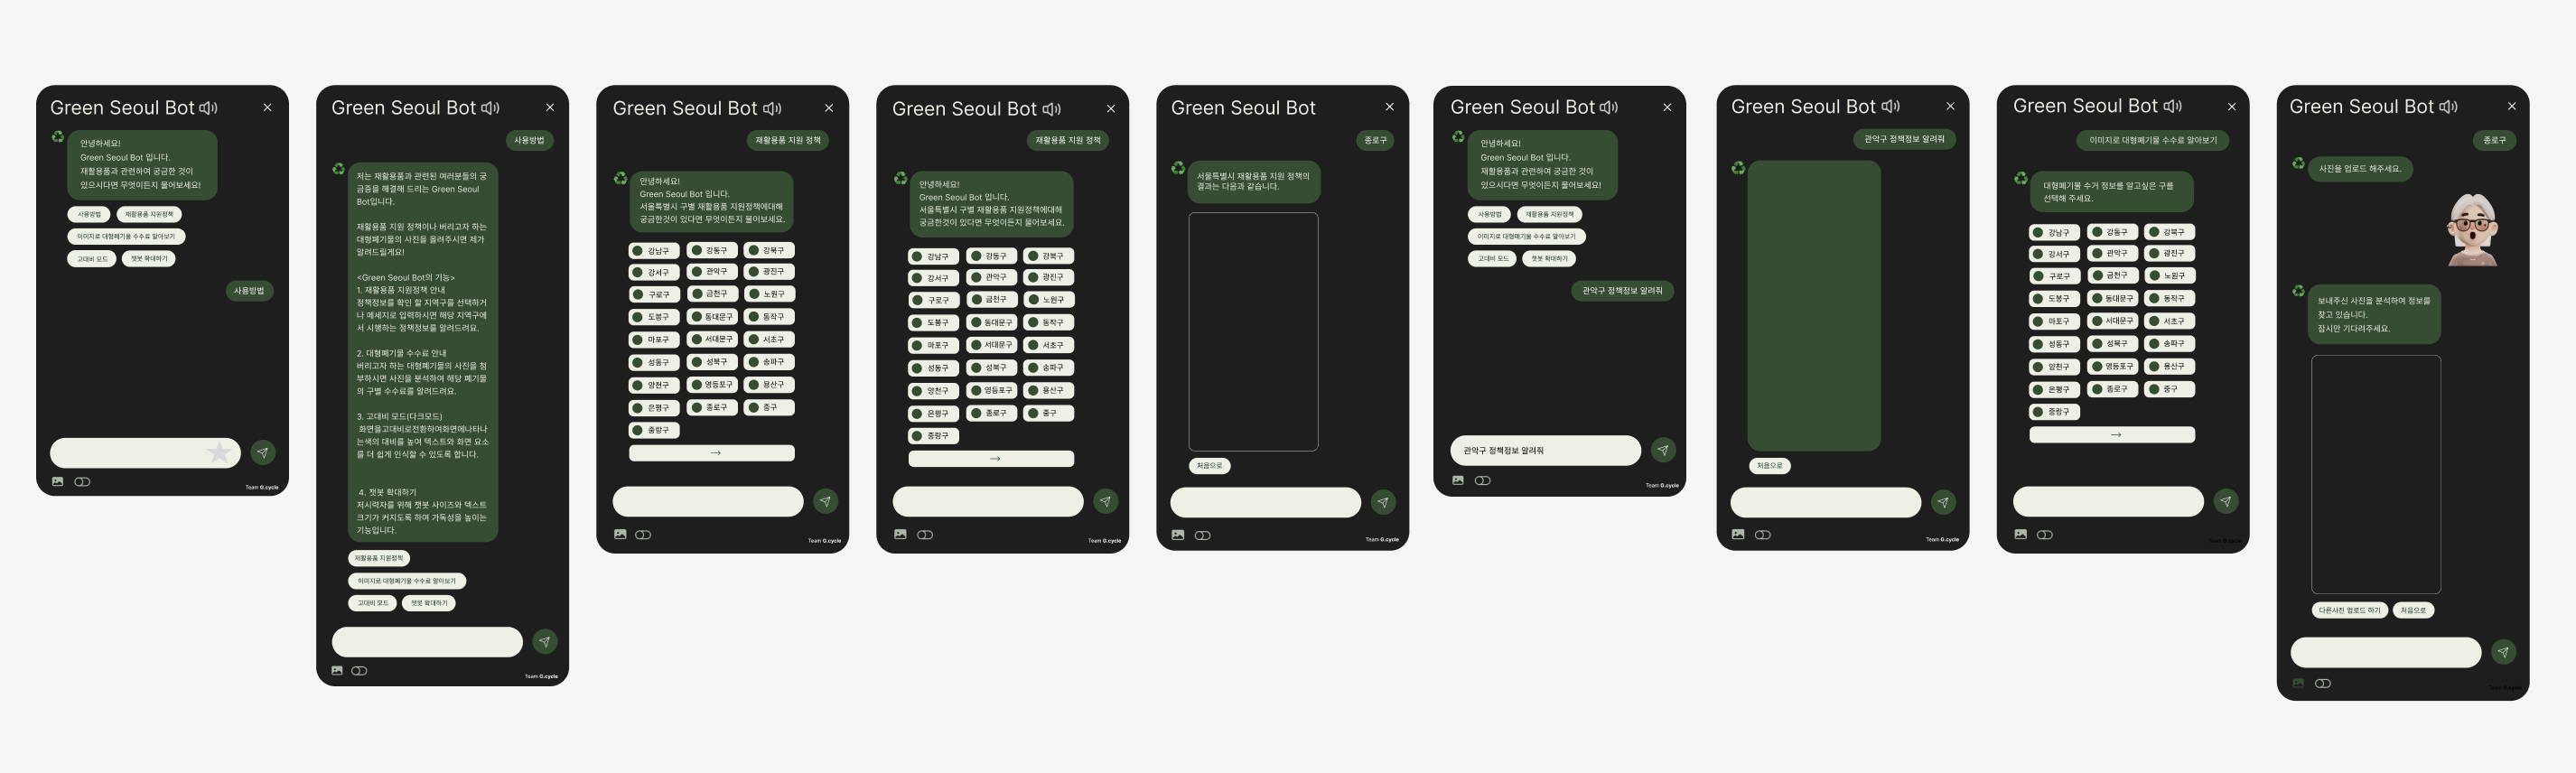 Green Seoul Bot
안녕하세요!
Green Seoul Bot 입니다.
재활용품과 관련하여 궁금한 것이
있으시다면 무엇이든지 물어보세요!
사용방법
재활용품 지원정책
이미지로 대형폐기물 수수료 알아보기
고대비 모드
챗봇 확대하기
사용방법
Team G.cycle
Green Seoul Bot
사용방법
저는 재활용품과 관련된 여러분들의 궁
금증을 해결해 드리는 Green Seoul
Bot입니다.
재활용품 지원 정책이나 버리고자 하는
대형폐기물의 사진을 올려주시면 제가
알려드릴게요!
<Green Seoul Bot의 기능>
1. 재활용품 지원정책 안내
정책정보를 확인 할 지역구를 선택하거
나 메세지로 입력하시면 해당 지역구에
서 시행하는 정책정보를 알려드려요.
2. 대형폐기물 수수료 안내
버리고자 하는 대형폐기물의 사진을 첨
부하시면 사진을 분석하여 해당 폐기물
의 구별 수수료를 알려드려요.
3. 고대비 모드(다크모드)
화면을고대비로전환하여화면에나타나
는색의 대비를 높여 텍스트와 화면 요소
를 더 쉽게 인식할 수 있도록 합니다.
4. 챗봇 확대하기
저시력자를 위해 챗봇 사이즈와 텍스트
크기가 커지도록 하여 가독성을 높이는
기능입니다.
재활용품 지원정책
이미지로 대형폐기물 수수료 알아보기
고대비 모드
챗봇 확대하기
Team G.cycle
Green Seoul Bot
재활용품 지원 정책
안녕하세요!
Green Seoul Bot 입니다.
서울특별시 구별 재활용품 지원정책에대해
궁금한것이 있다면 무엇이든지 물어보세요.
강남구 강동구 강북구
강서구 관악구 광진구
구로구 금천구 노원구
도봉구 동대문구 동작구
마포구 서대문구 서초구
성동구 성북구 송파구
양천구 영등포구 용산구
은평구 종로구 중구
중랑구
→
Team G.cycle
Green Seoul Bot
재활용품 지원 정책
안녕하세요!
Green Seoul Bot 입니다.
서울특별시 구별 재활용품 지원정책에대해
궁금한것이 있다면 무엇이든지 물어보세요.
강남구 강동구 강북구
강서구 관악구 광진구
구로구 금천구 노원구
도봉구 동대문구 동작구
마포구 서대문구 서초구
성동구 성북구 송파구
양천구 영등포구 용산구
은평구 종로구 중구
중랑구
→
Team G.cycle
Green Seoul Bot
종로구
서울특별시 재활용품 지원 정책의
결과는 다음과 같습니다.
처음으로
Team G.cycle
Green Seoul Bot
안녕하세요!
Green Seoul Bot 입니다.
재활용품과 관련하여 궁금한 것이
있으시다면 무엇이든지 물어보세요!
사용방법
재활용품 지원정책
이미지로 대형폐기물 수수료 알아보기
고대비 모드
챗봇 확대하기
관악구 정책정보 알려줘
관악구 정책정보 알려줘
Team G.cycle
Green Seoul Bot
관악구 정책정보 알려줘
처음으로
Team G.cycle
Green Seoul Bot
이미지로 대형폐기물 수수료 알아보기
대형폐기물 수거 정보를 알고싶은 구를
선택해 주세요.
강남구 강동구 강북구
강서구 관악구 광진구
구로구 금천구 노원구
도봉구 동대문구 동작구
마포구 서대문구 서초구
성동구 성북구 송파구
양천구 영등포구 용산구
은평구 종로구 중구
중랑구
→
Team G.cycle
Green Seoul Bot
종로구
사진을 업로드 해주세요.
보내주신 사진을 분석하여 정보를
찾고 있습니다.
잠시만 기다려주세요.
다른사진 업로드 하기
처음으로
Team G.cycle